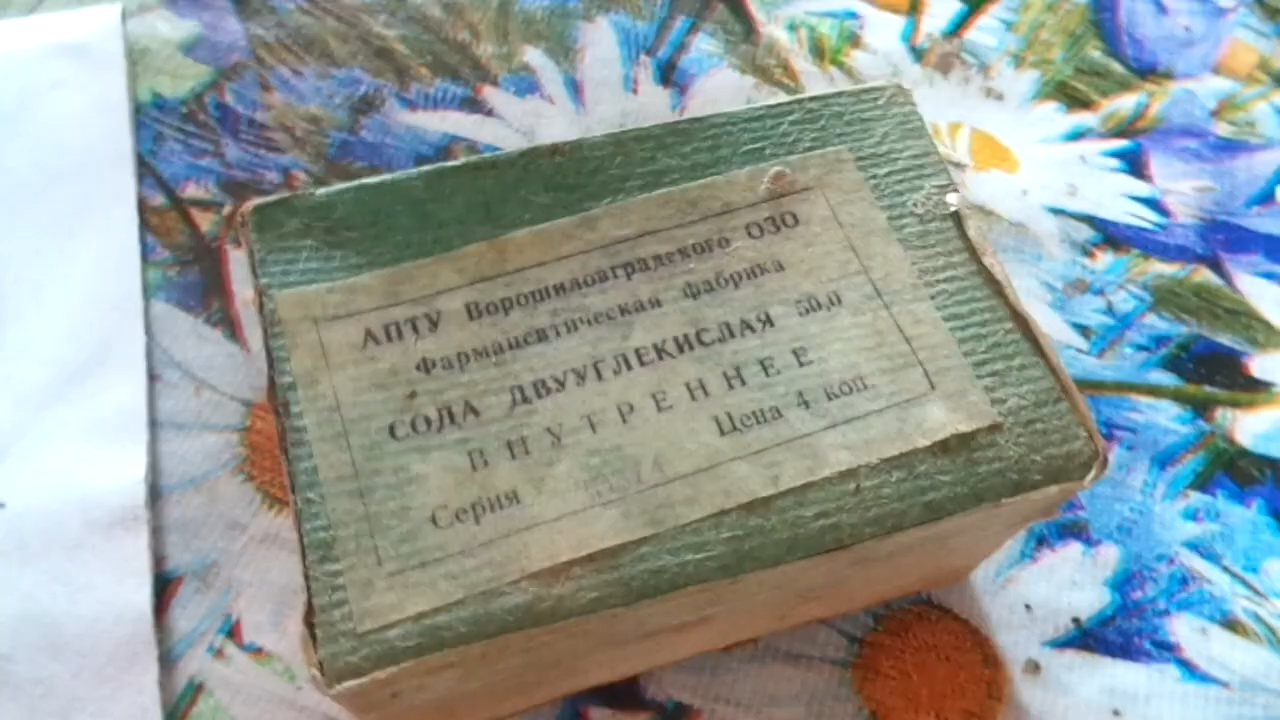 АПТУ Ворошиловградского ОЗО
Фармацевтическая фабрика
СОДА ДВУУГЛЕКИСЛАЯ 50,0
ВНУТРЕННЕЕ
Цена 4 коп.
Серия